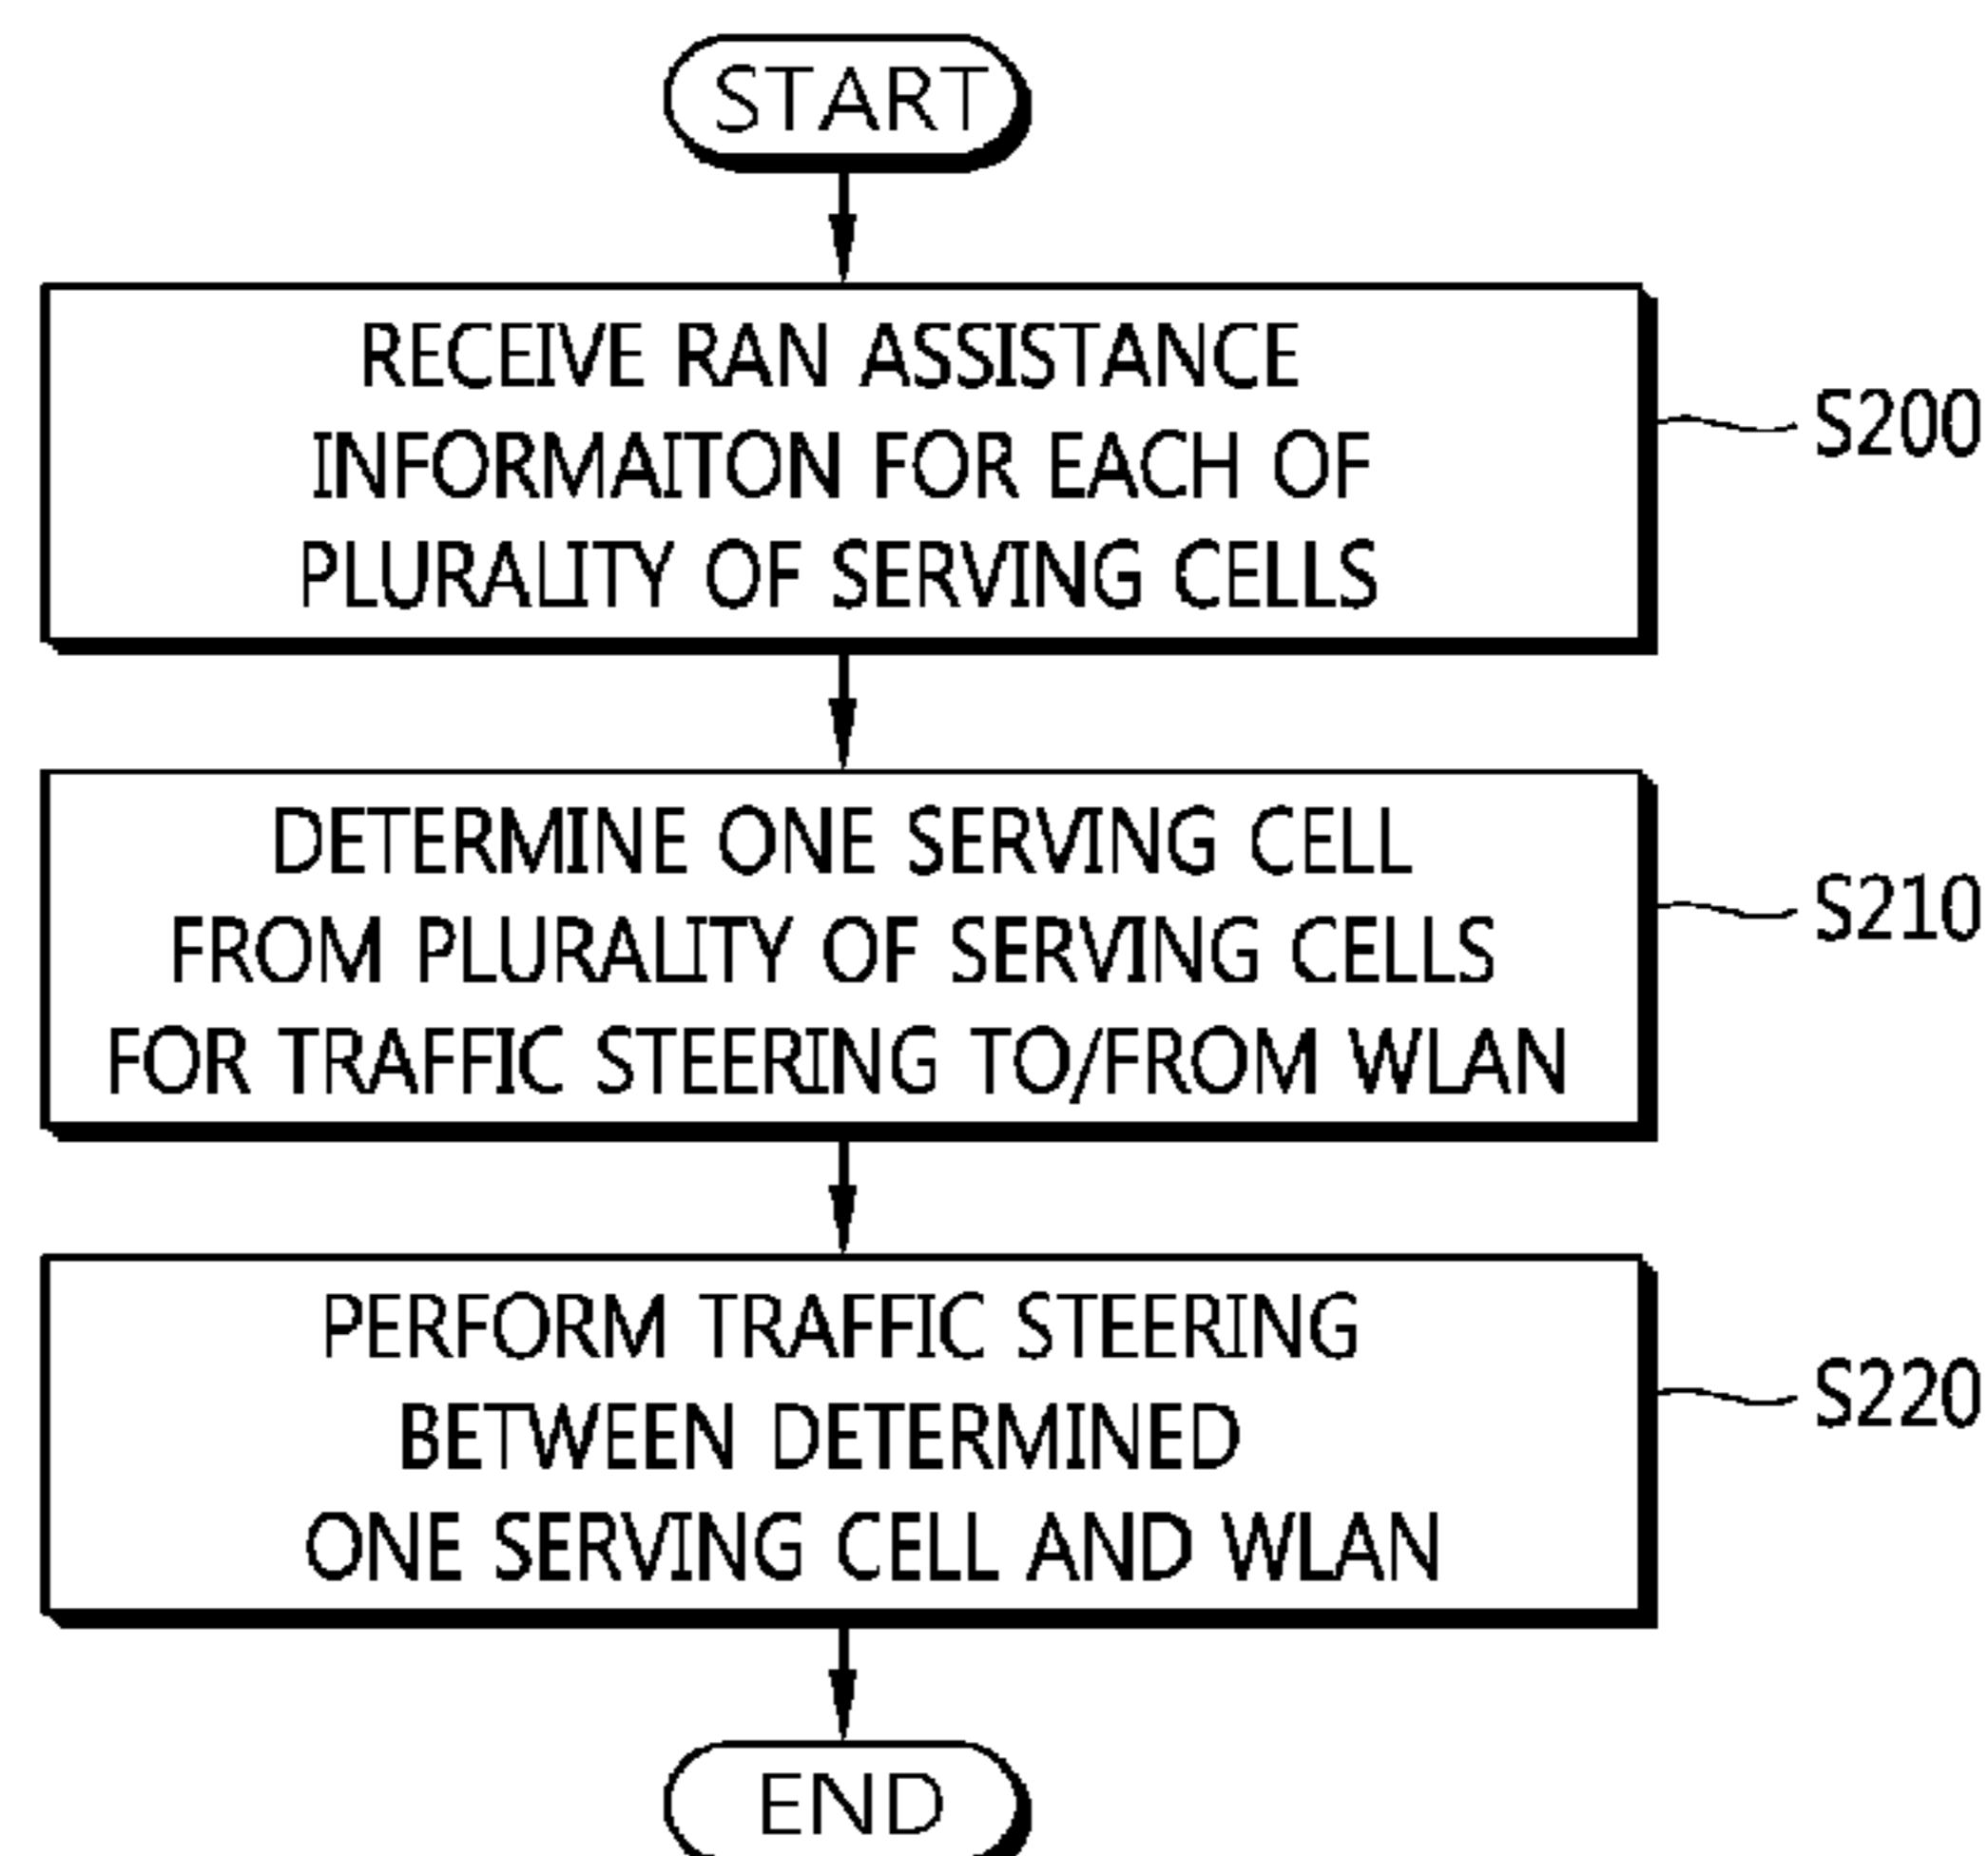 START
RECEIVE RAN ASSISTANCE
INFORMAITON FOR EACH OF
PLURALITY OF SERVING CELLS
S200
DETERMINE ONE SERVING CELL
FROM PLURALITY OF SERVING CELLS
FOR TRAFFIC STEERING TO/FROM WLAN
S210
PERFORM TRAFFIC STEERING
BETWEEN DETERMINED
ONE SERVING CELL AND WLAN
S220
END